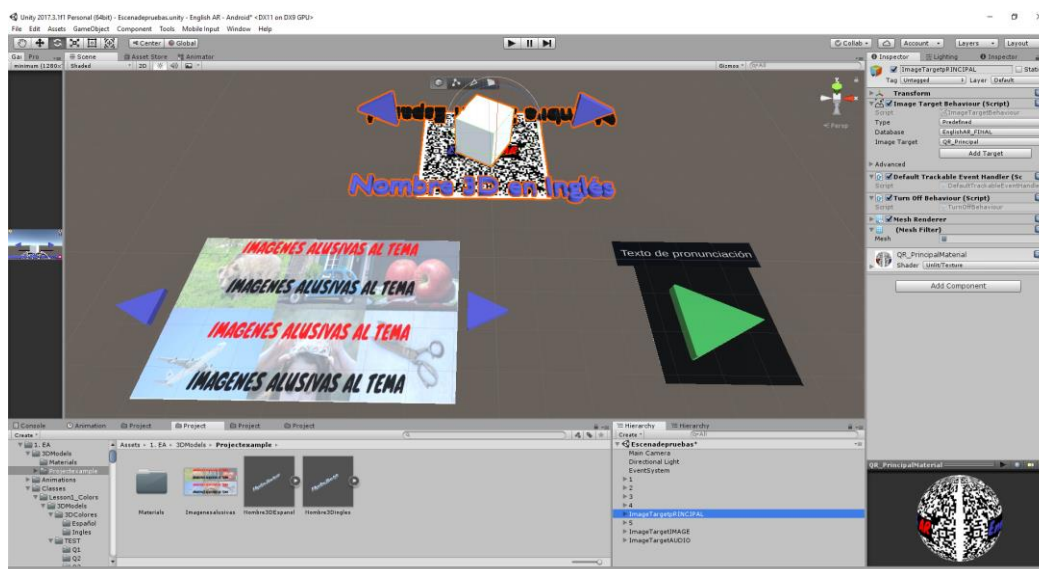 Unity 2017.3.1f1 Personal (64bit) - Escenadepruebas.unity - English AR - Android* <DX11 on DX9 GPU>
File Edit Assets GameObject Component Tools Mobile Input Window Help
Center Global
Collab Account Layers Layout
Pro Scene Asset Store Animator
Shaded 2D Gizmos
Persp
Nombre 3D en Inglés
IMAGENES ALUSIVAS AL TEMA
IMAGENES ALUSIVAS AL TEMA
IMAGENES ALUSIVAS AL TEMA
IMAGENES ALUSIVAS AL TEMA
Texto de pronunciación
Inspector Lighting Inspector
ImageTargetpRINCIPAL
Tag Untagged Layer Default
Transform
Image Target Behaviour (Script)
Script ImageTargetBehaviour
Type Predefined
Database EnglishAR_FINAL
Image Target QR_Principal
Add Target
Advanced
Default Trackable Event Handler (Sc
Script DefaultTrackableEventHandle
Turn Off Behaviour (Script)
Script TurnOffBehaviour
Mesh Renderer
(Mesh Filter)
Mesh
QR_PrincipalMaterial
Shader Unlit/Texture
Add Component
Console Animation Project Project Project Project
Create
1. EA
3DModels
Materials
Projectexample
Animations
Classes
Lesson1_Colors
3DModels
3DColores
Español
Ingles
TEST
Q1
Q2
Assets 1. EA 3DModels Projectexample
Materials Imagenesalusivas Nombre3DEspanol Nombre3DIngles
Hierarchy Hierarchy
Create
Escenadepruebas*
Main Camera
Directional Light
EventSystem
1
2
3
4
ImageTargetpRINCIPAL
5
ImageTargetIMAGE
ImageTargetAUDIO
QR_PrincipalMaterial